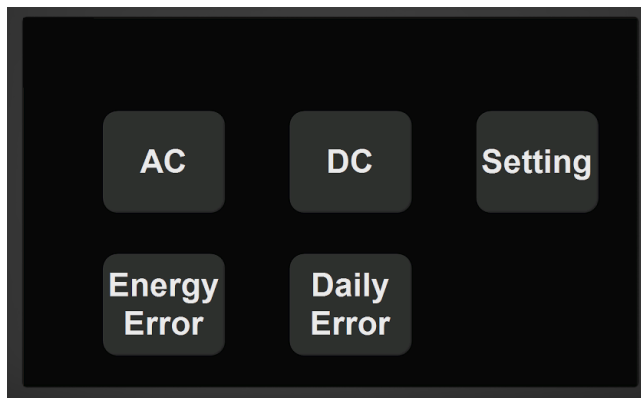 AC
DC
Setting
Energy
Error
Daily
Error